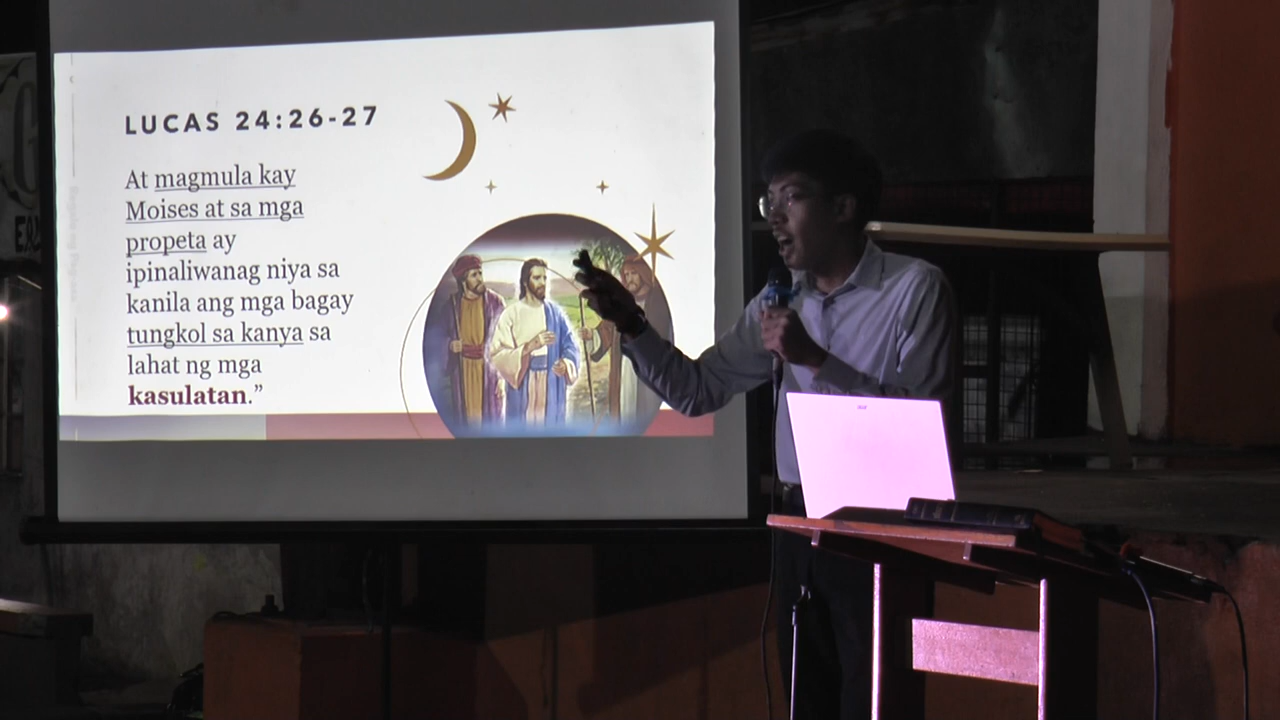 LUCAS 24:26-27
At magmula kay
Moises at sa mga
propeta ay
ipinaliwanag niya sa
kanila ang mga bagay
tungkol sa kanya sa
lahat ng mga
kasulatan.”
acer